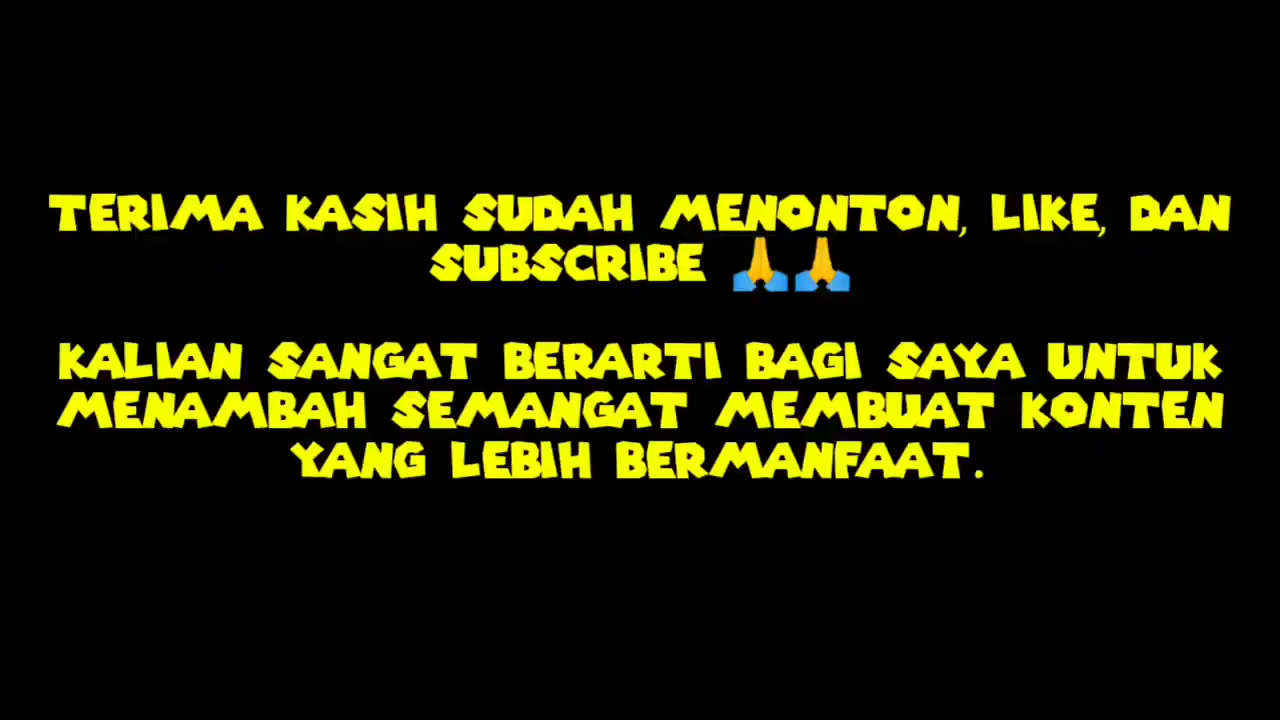 TERIMA KASIH SUDAH MENONTON, LIKE, DAN
SUBSCRIBE 🙏🙏
KALIAN SANGAT BERARTI BAGI SAYA UNTUK
MENAMBAH SEMANGAT MEMBUAT KONTEN
YANG LEBIH BERMANFAAT.